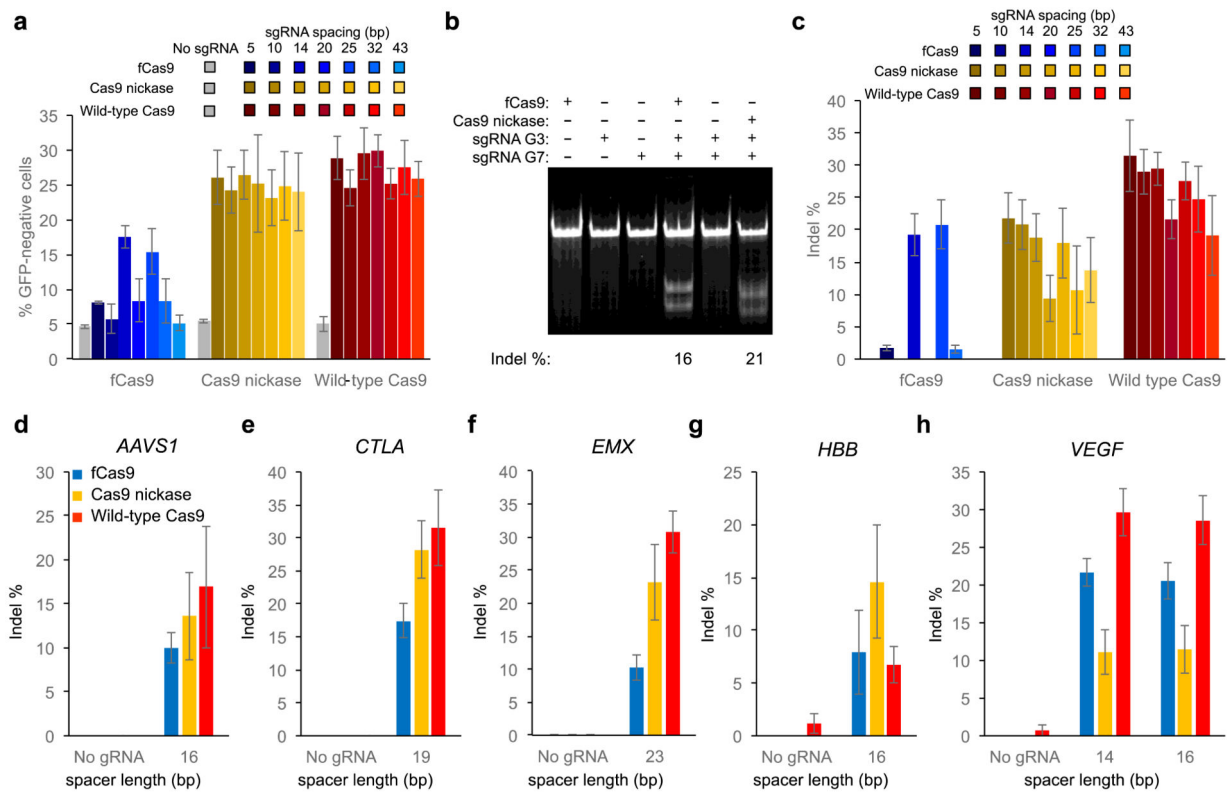 a
sgRNA spacing (bp)
No sgRNA 5 10 14 20 25 32 43
fCas9
Cas9 nickase
Wild-type Cas9
% GFP-negative cells
35
30
25
20
15
10
5
0
fCas9 Cas9 nickase Wild-type Cas9
b
fCas9: + – – + – –
Cas9 nickase: – – – – – +
sgRNA G3: – + – + + +
sgRNA G7: – – + + + +
Indel %: 16 21
c
sgRNA spacing (bp)
5 10 14 20 25 32 43
fCas9
Cas9 nickase
Wild-type Cas9
Indel %
40
35
30
25
20
15
10
5
0
fCas9 Cas9 nickase Wild type Cas9
d
AAVS1
fCas9
Cas9 nickase
Wild-type Cas9
Indel %
30
25
20
15
10
5
0
No gRNA 16
spacer length (bp)
e
CTLA
Indel %
40
35
30
25
20
15
10
5
0
No gRNA 19
spacer length (bp)
f
EMX
Indel %
40
35
30
25
20
15
10
5
0
No gRNA 23
spacer length (bp)
g
HBB
Indel %
25
20
15
10
5
0
No gRNA 16
spacer length (bp)
h
VEGF
Indel %
35
30
25
20
15
10
5
0
No gRNA 14 16
spacer length (bp)